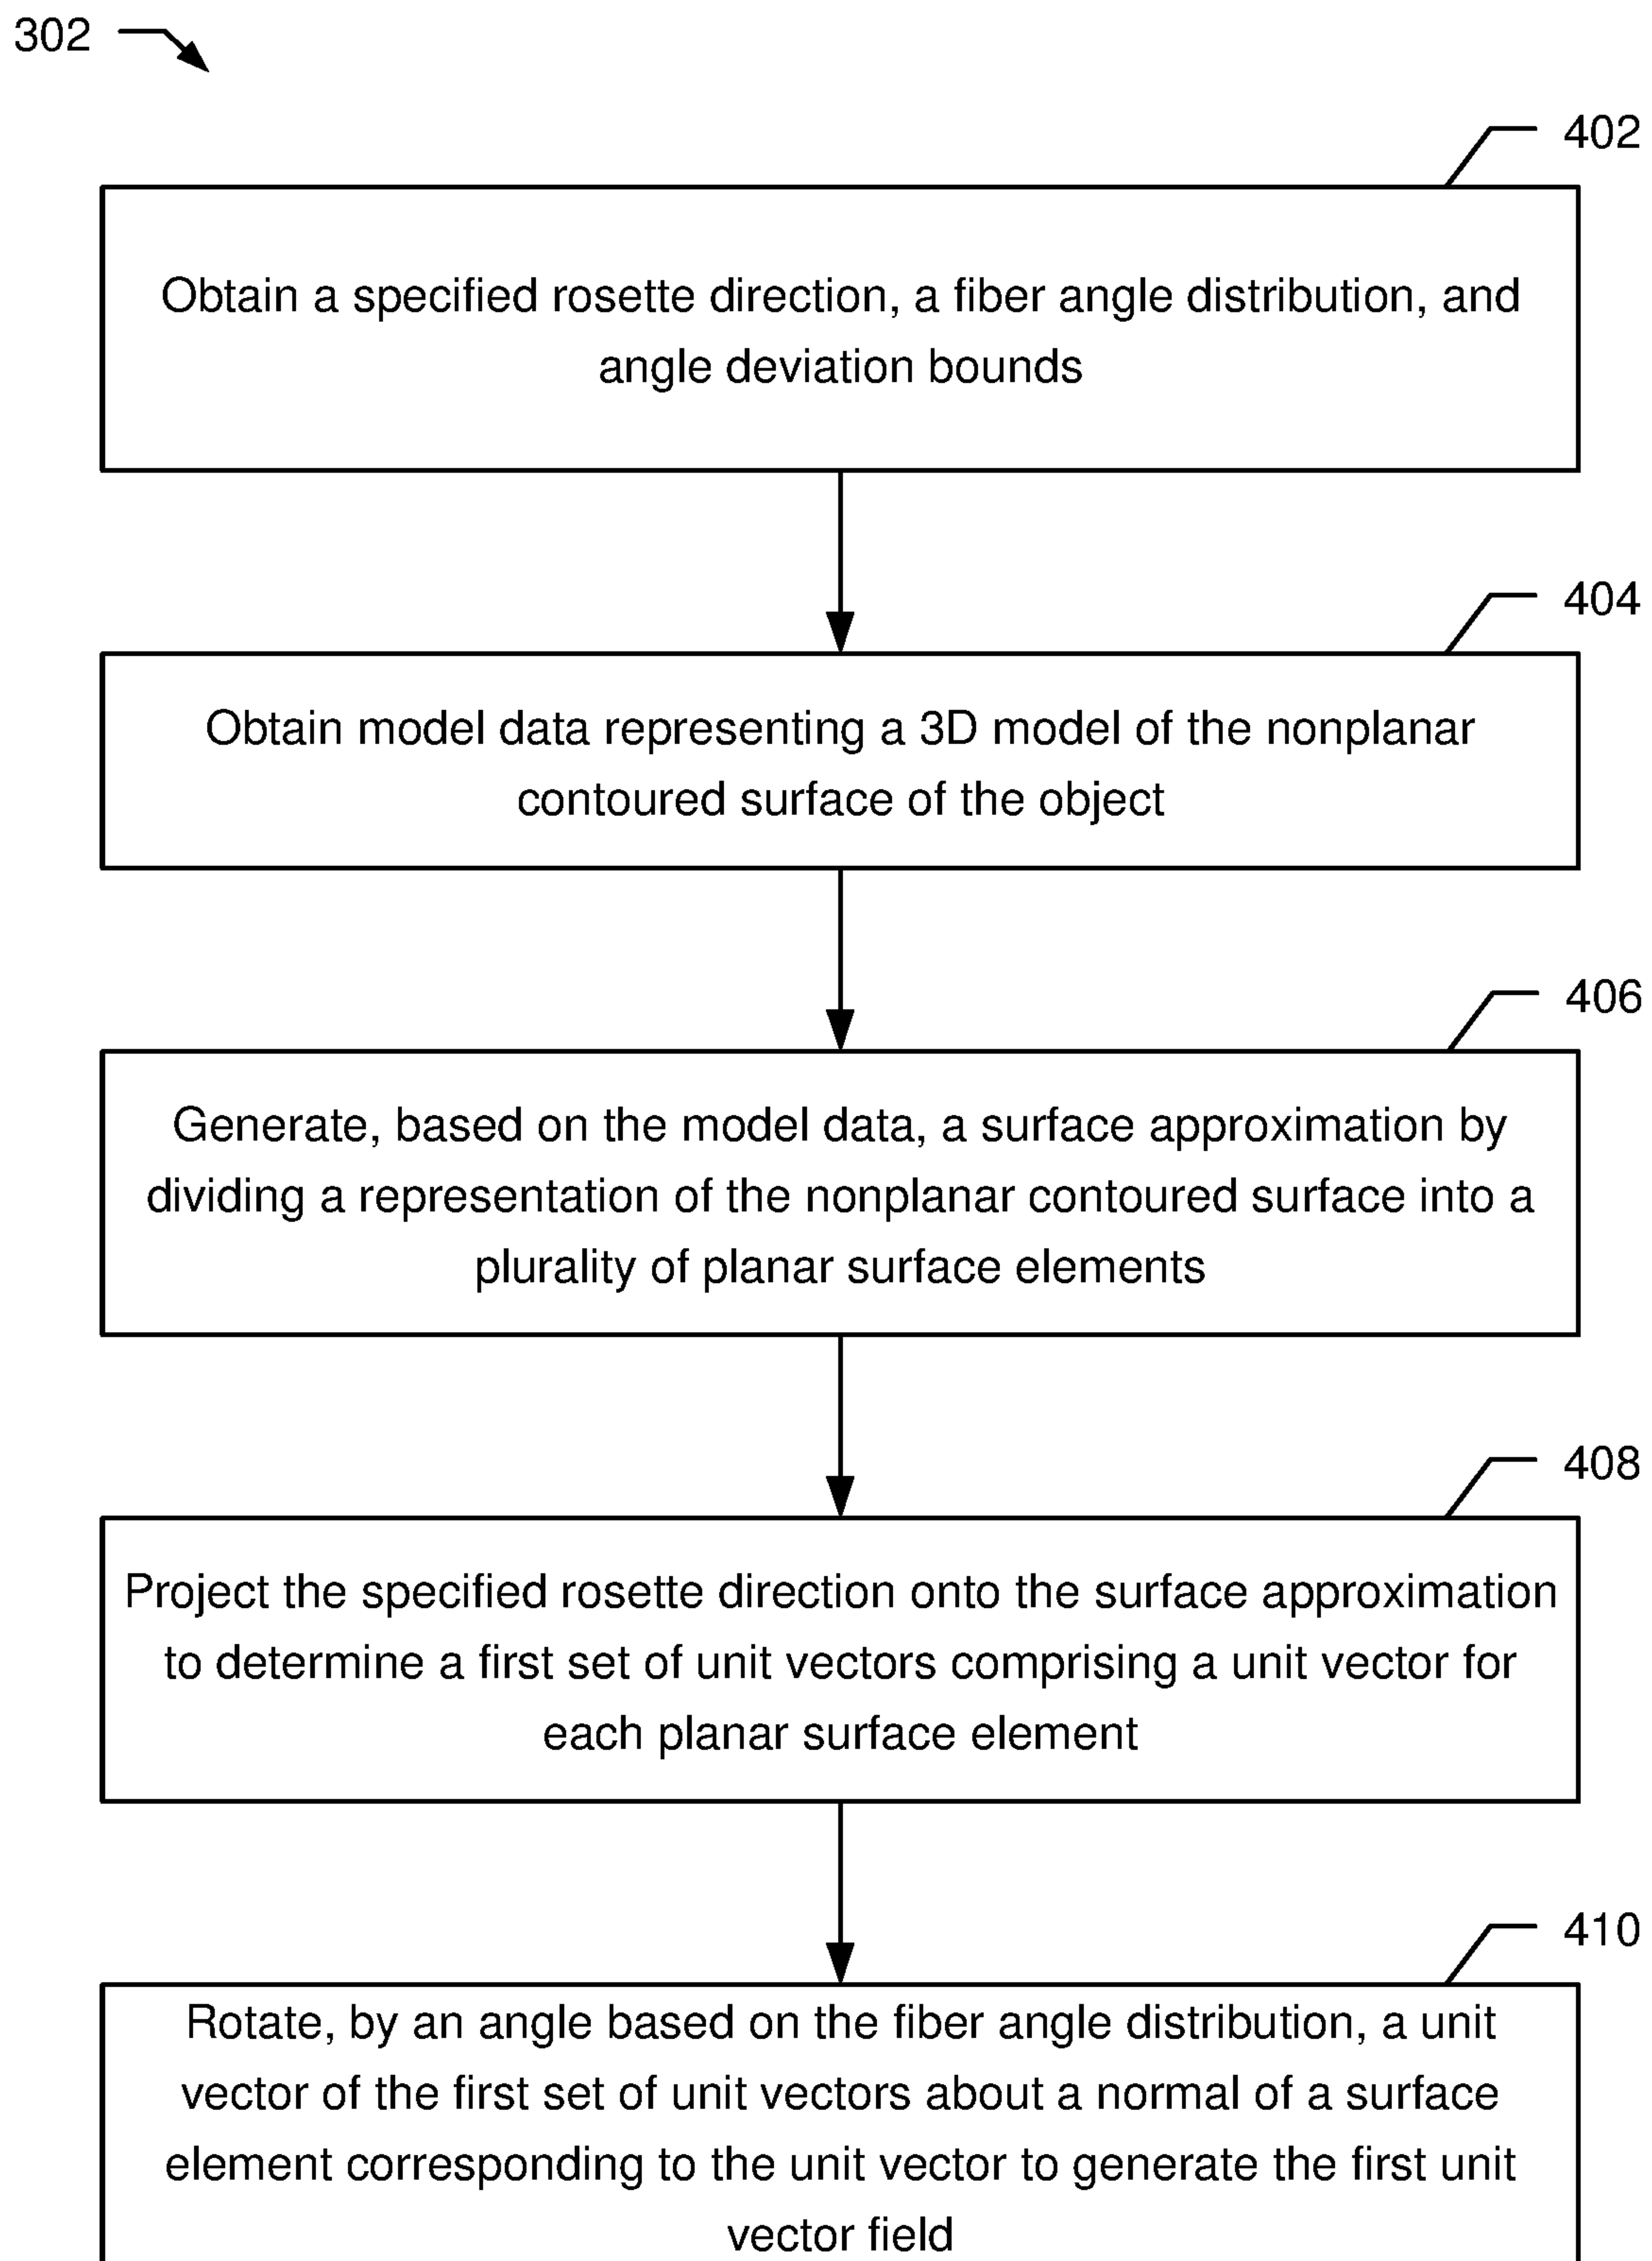 302
402
Obtain a specified rosette direction, a fiber angle distribution, and
angle deviation bounds
404
Obtain model data representing a 3D model of the nonplanar
contoured surface of the object
406
Generate, based on the model data, a surface approximation by
dividing a representation of the nonplanar contoured surface into a
plurality of planar surface elements
408
Project the specified rosette direction onto the surface approximation
to determine a first set of unit vectors comprising a unit vector for
each planar surface element
410
Rotate, by an angle based on the fiber angle distribution, a unit
vector of the first set of unit vectors about a normal of a surface
element corresponding to the unit vector to generate the first unit
vector field